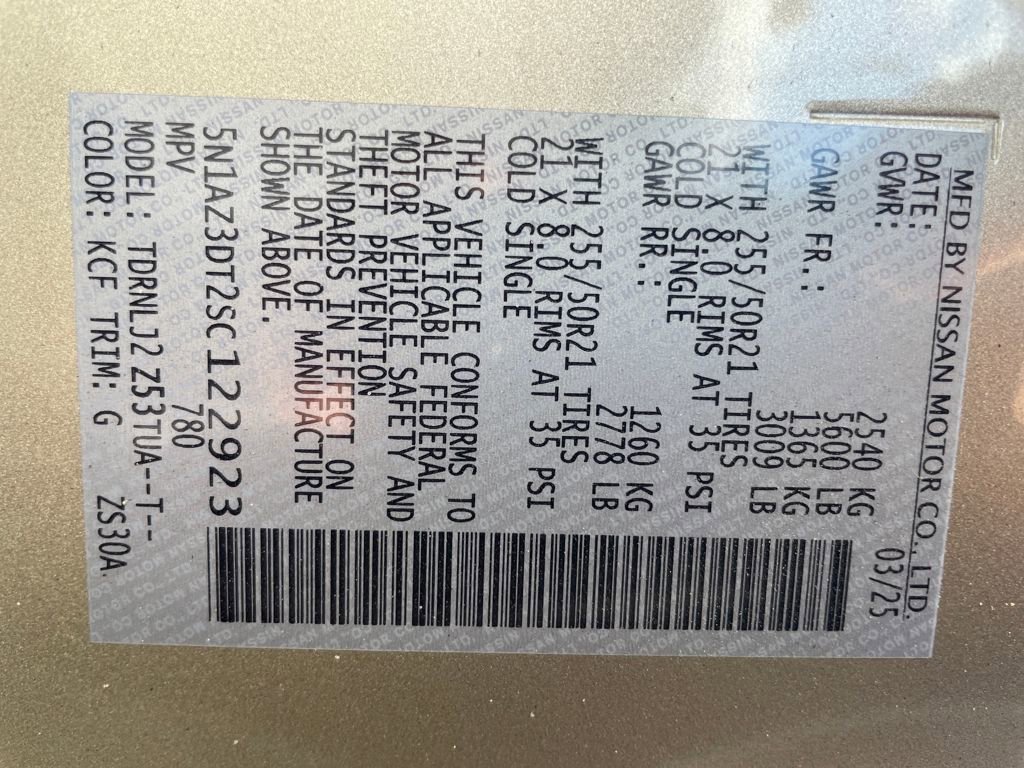 MFD BY NISSAN MOTOR CO., LTD.
DATE: 03/25
GVWR: 2540 KG
5600 LB
GAWR FR.: 1365 KG
3009 LB
WITH 255/50R21 TIRES
21 X 8.0 RIMS AT 35 PSI
COLD SINGLE
GAWR RR.: 1260 KG
2778 LB
WITH 255/50R21 TIRES
21 X 8.0 RIMS AT 35 PSI
COLD SINGLE
THIS VEHICLE CONFORMS TO
ALL APPLICABLE FEDERAL
MOTOR VEHICLE SAFETY AND
THEFT PREVENTION
STANDARDS IN EFFECT ON
THE DATE OF MANUFACTURE
SHOWN ABOVE.
5N1AZ3DT2SC122923
MPV 780
MODEL: TDRNLJ2 Z53TUA--T--
COLOR: KCF TRIM: G ZS30A.